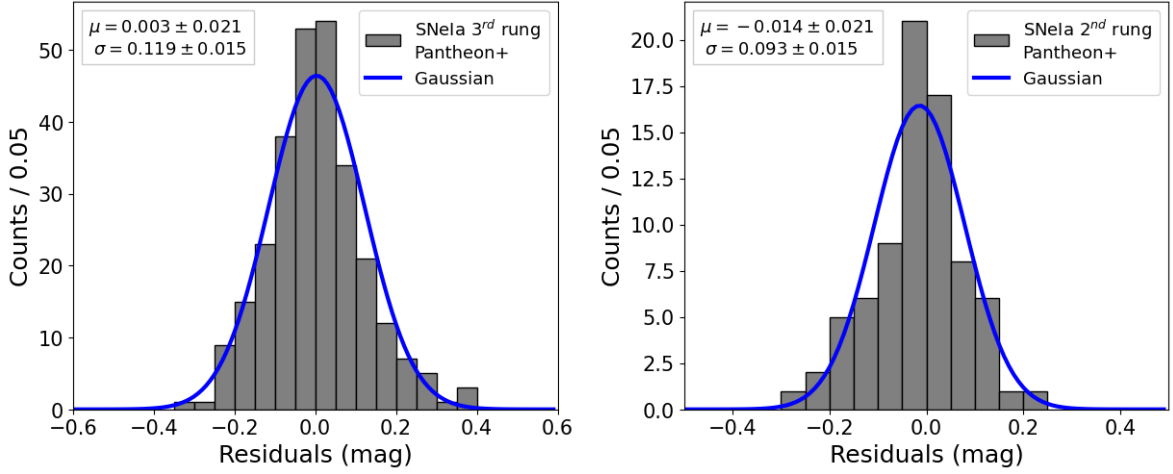 μ = 0.003 ± 0.021
σ = 0.119 ± 0.015
SNeIa 3rd rung
Pantheon+
Gaussian
50
40
30
20
10
0
Counts / 0.05
−0.6 −0.4 −0.2 0.0 0.2 0.4 0.6
Residuals (mag)
μ = −0.014 ± 0.021
σ = 0.093 ± 0.015
SNeIa 2nd rung
Pantheon+
Gaussian
20.0
17.5
15.0
12.5
10.0
7.5
5.0
2.5
0.0
Counts / 0.05
−0.4 −0.2 0.0 0.2 0.4
Residuals (mag)